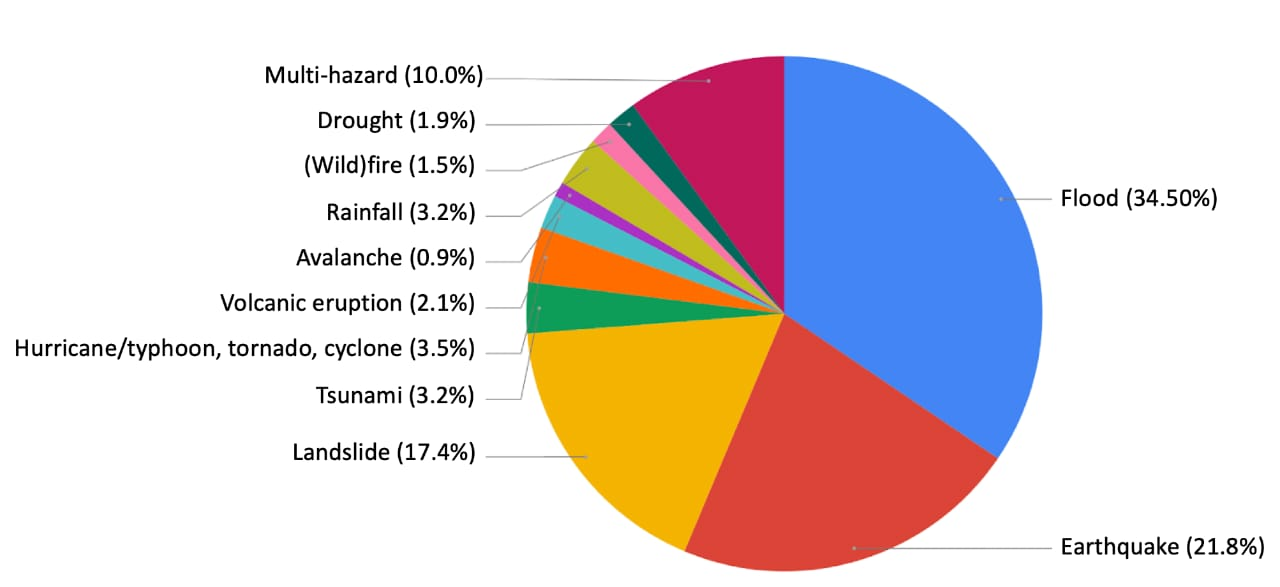 Multi-hazard (10.0%)
Drought (1.9%)
(Wild)fire (1.5%)
Rainfall (3.2%)
Avalanche (0.9%)
Volcanic eruption (2.1%)
Hurricane/typhoon, tornado, cyclone (3.5%)
Tsunami (3.2%)
Landslide (17.4%)
Flood (34.50%)
Earthquake (21.8%)